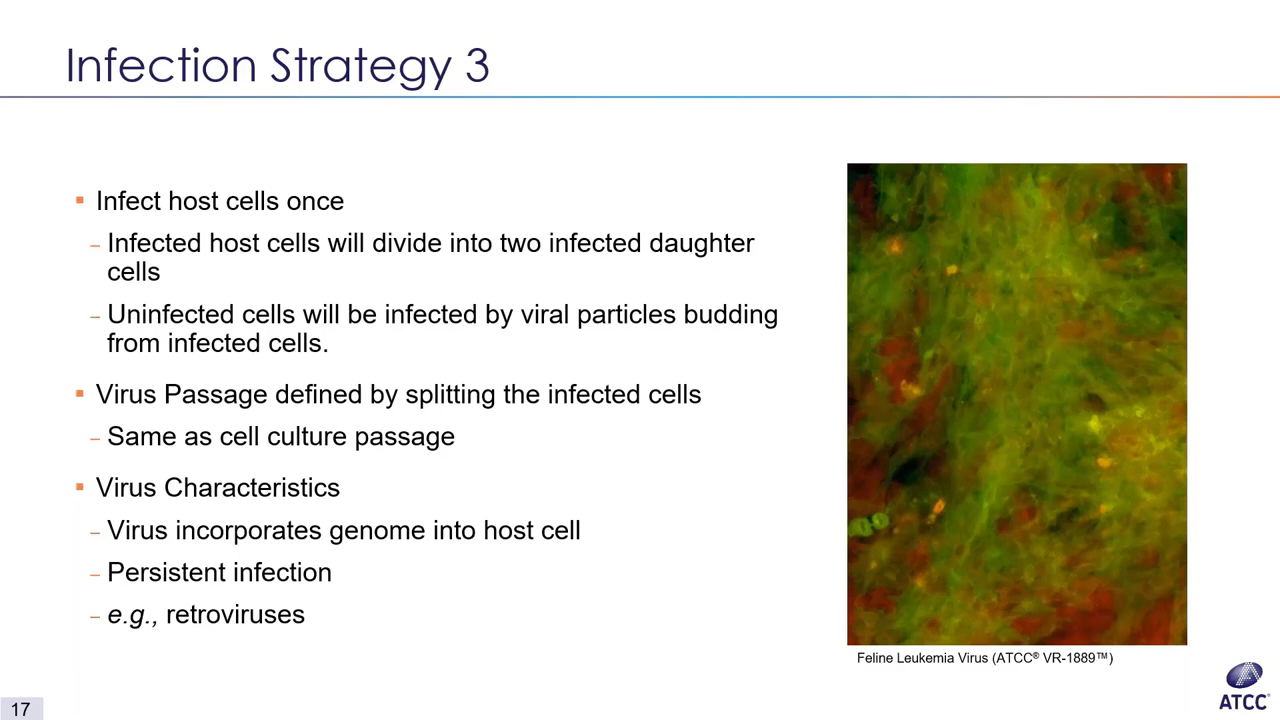 Infection Strategy 3
▪ Infect host cells once
– Infected host cells will divide into two infected daughter
cells
– Uninfected cells will be infected by viral particles budding
from infected cells.
▪ Virus Passage defined by splitting the infected cells
– Same as cell culture passage
▪ Virus Characteristics
– Virus incorporates genome into host cell
– Persistent infection
– e.g., retroviruses
Feline Leukemia Virus (ATCC® VR-1889™)
ATCC®
17